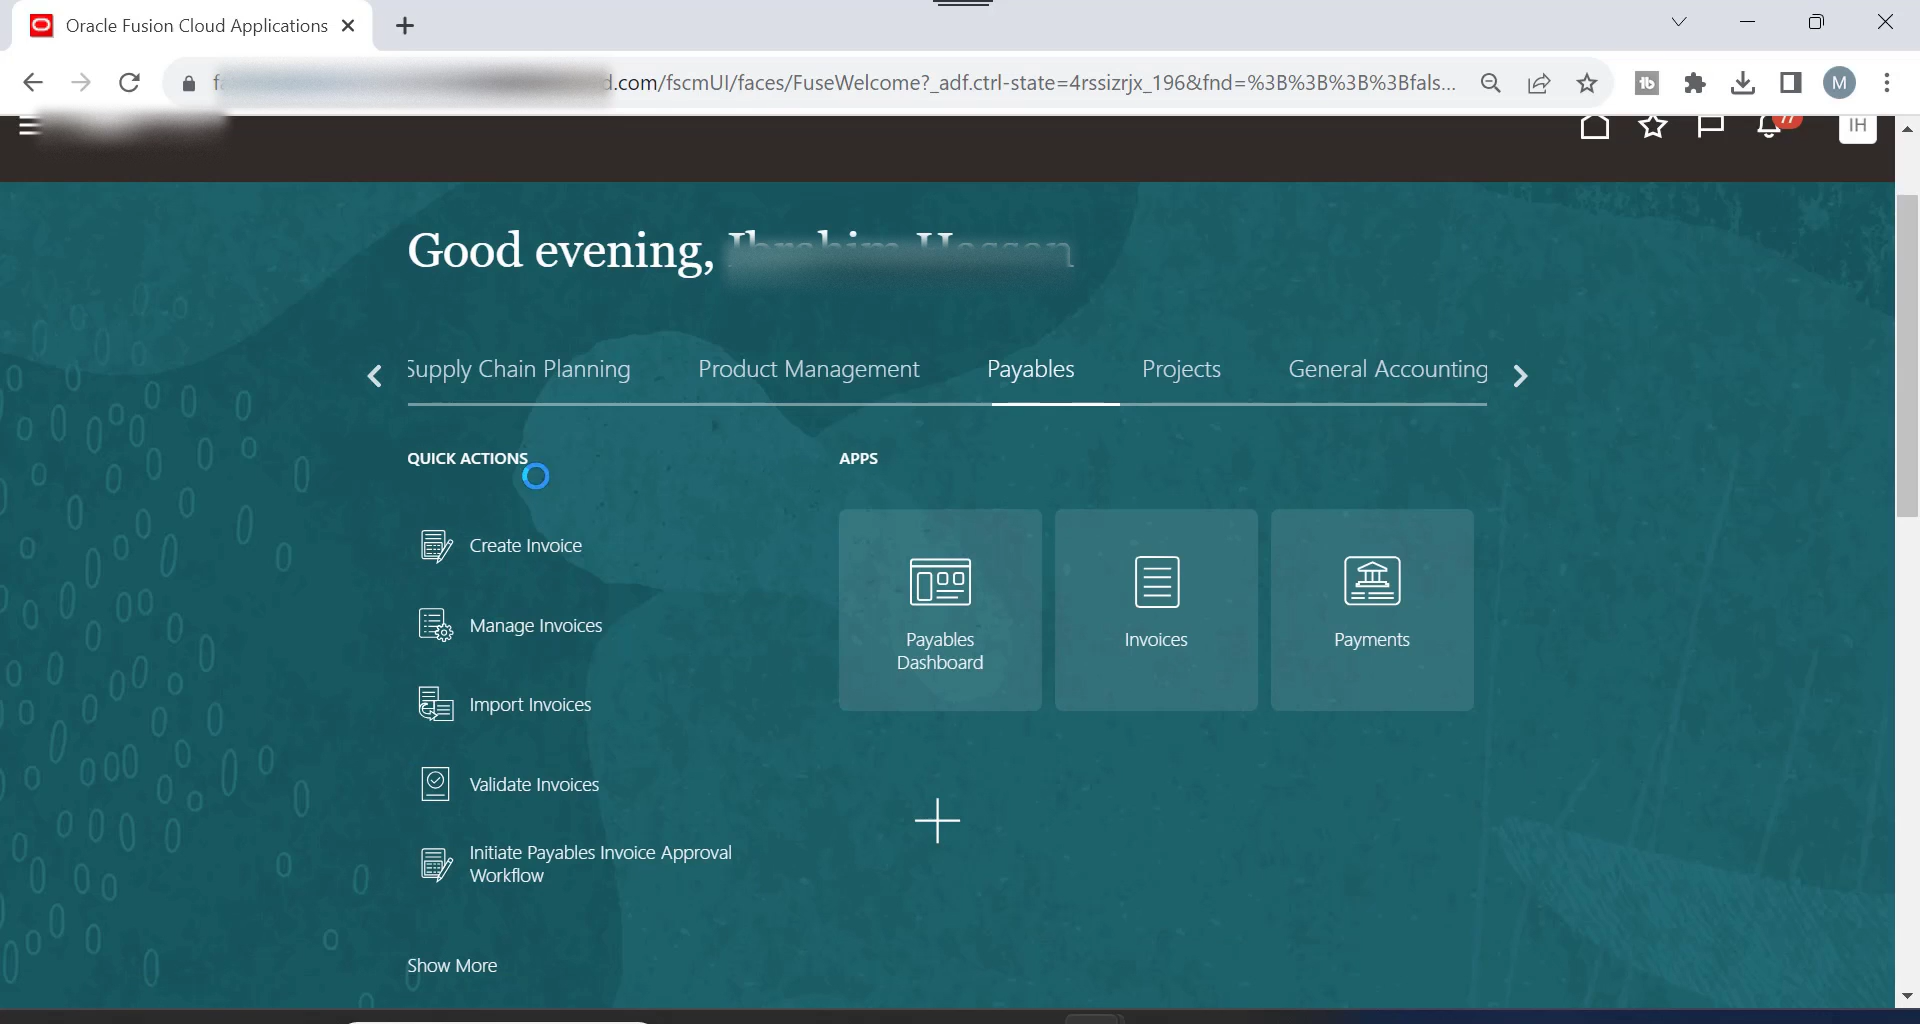 Oracle Fusion Cloud Applications
.com/fscmUI/faces/FuseWelcome?_adf.ctrl-state=4rssizrjx_196&fnd=%3B%3B%3B%3Bfals...
M
77
IH
Good evening,
Supply Chain Planning
Product Management
Payables
Projects
General Accounting
QUICK ACTIONS
APPS
Create Invoice
Manage Invoices
Import Invoices
Validate Invoices
Initiate Payables Invoice Approval
Workflow
Show More
Payables
Dashboard
Invoices
Payments